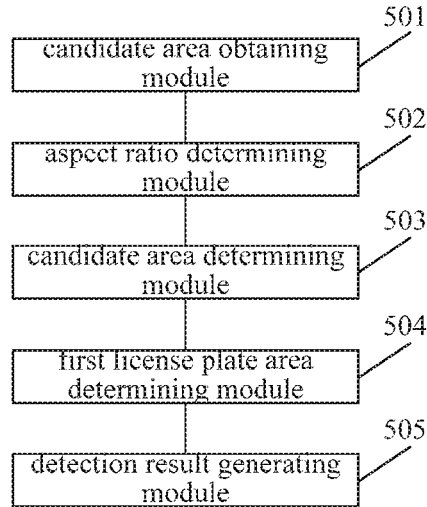 501
candidate area obtaining
module
502
aspect ratio determining
module
503
candidate area determining
module
504
first license plate area
determining module
505
detection result generating
module